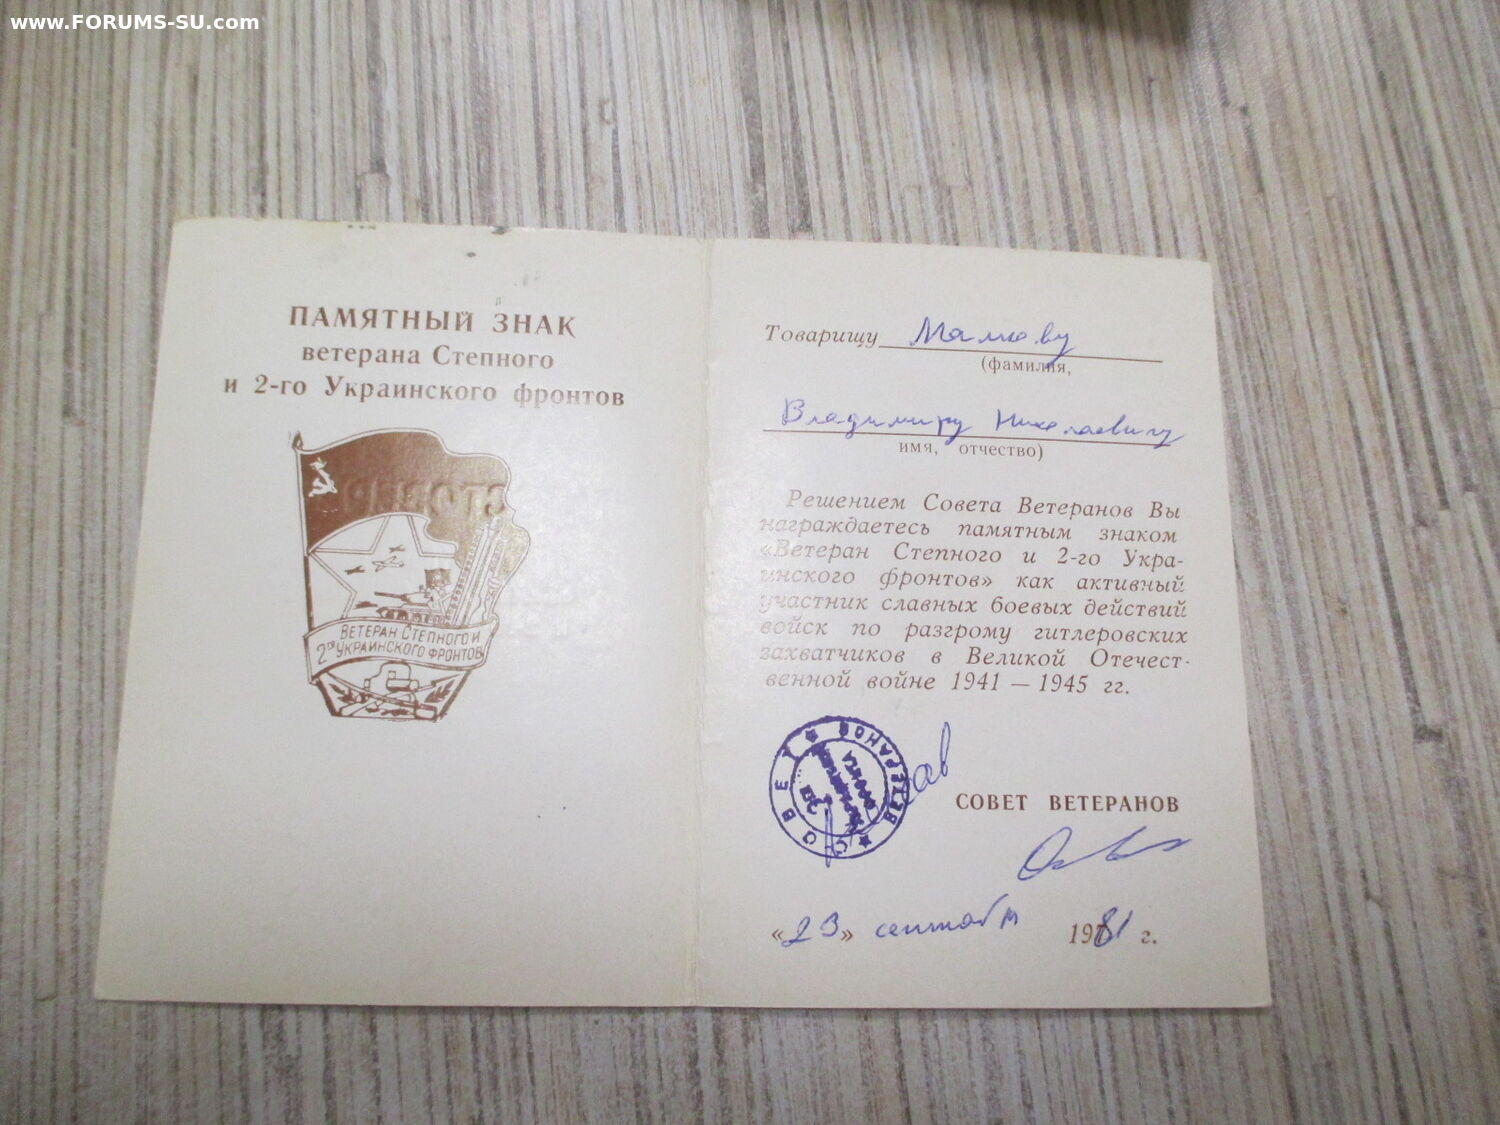 www.FORUMS-SU.com
ПАМЯТНЫЙ ЗНАК
ветерана Степного
и 2-го Украинского фронтов
ВЕТЕРАН СТЕПНОГО И
2го УКРАИНСКОГО ФРОНТОВ
Товарищу
(фамилия,
Владимиру Николаевичу
имя, отчество)
Решением Совета Ветеранов Вы
награждаетесь памятным знаком
«Ветеран Степного и 2-го Укра-
инского фронтов» как активный
участник славных боевых действий
войск по разгрому гитлеровских
захватчиков в Великой Отечест-
венной войне 1941 — 1945 гг.
СОВЕТ ВЕТЕРАНОВ
СОВЕТ ВЕТЕРАНОВ
«23» сентября 1981 г.